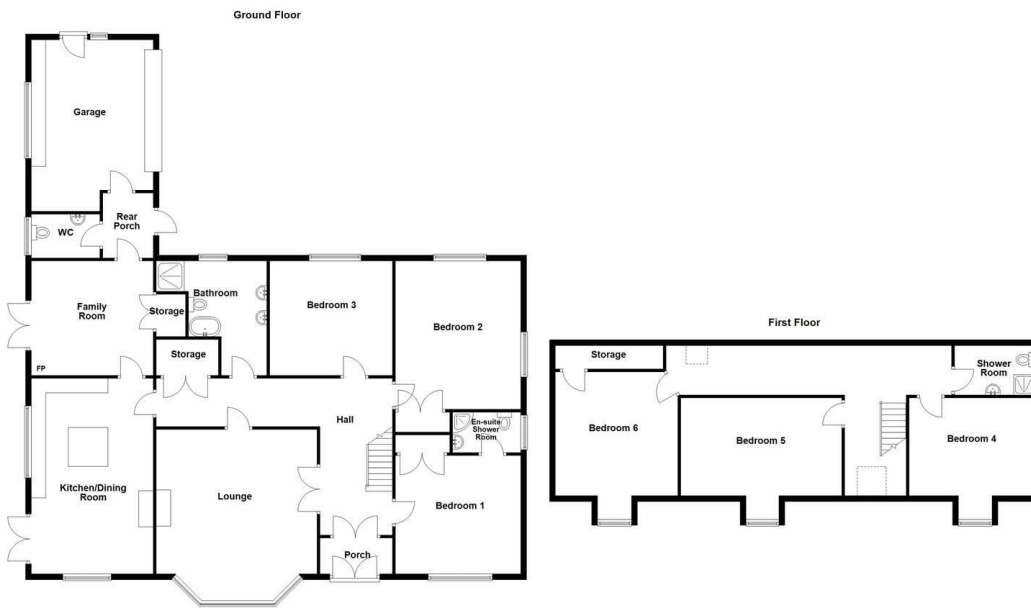 Ground Floor
Garage
Rear
Porch
WC
Family
Room
Storage
Bathroom
Bedroom 3
Bedroom 2
Storage
FP
Hall
En-suite
Shower
Room
Kitchen/Dining
Room
Lounge
Bedroom 1
Porch
First Floor
Storage
Shower
Room
Bedroom 6
Bedroom 5
Bedroom 4